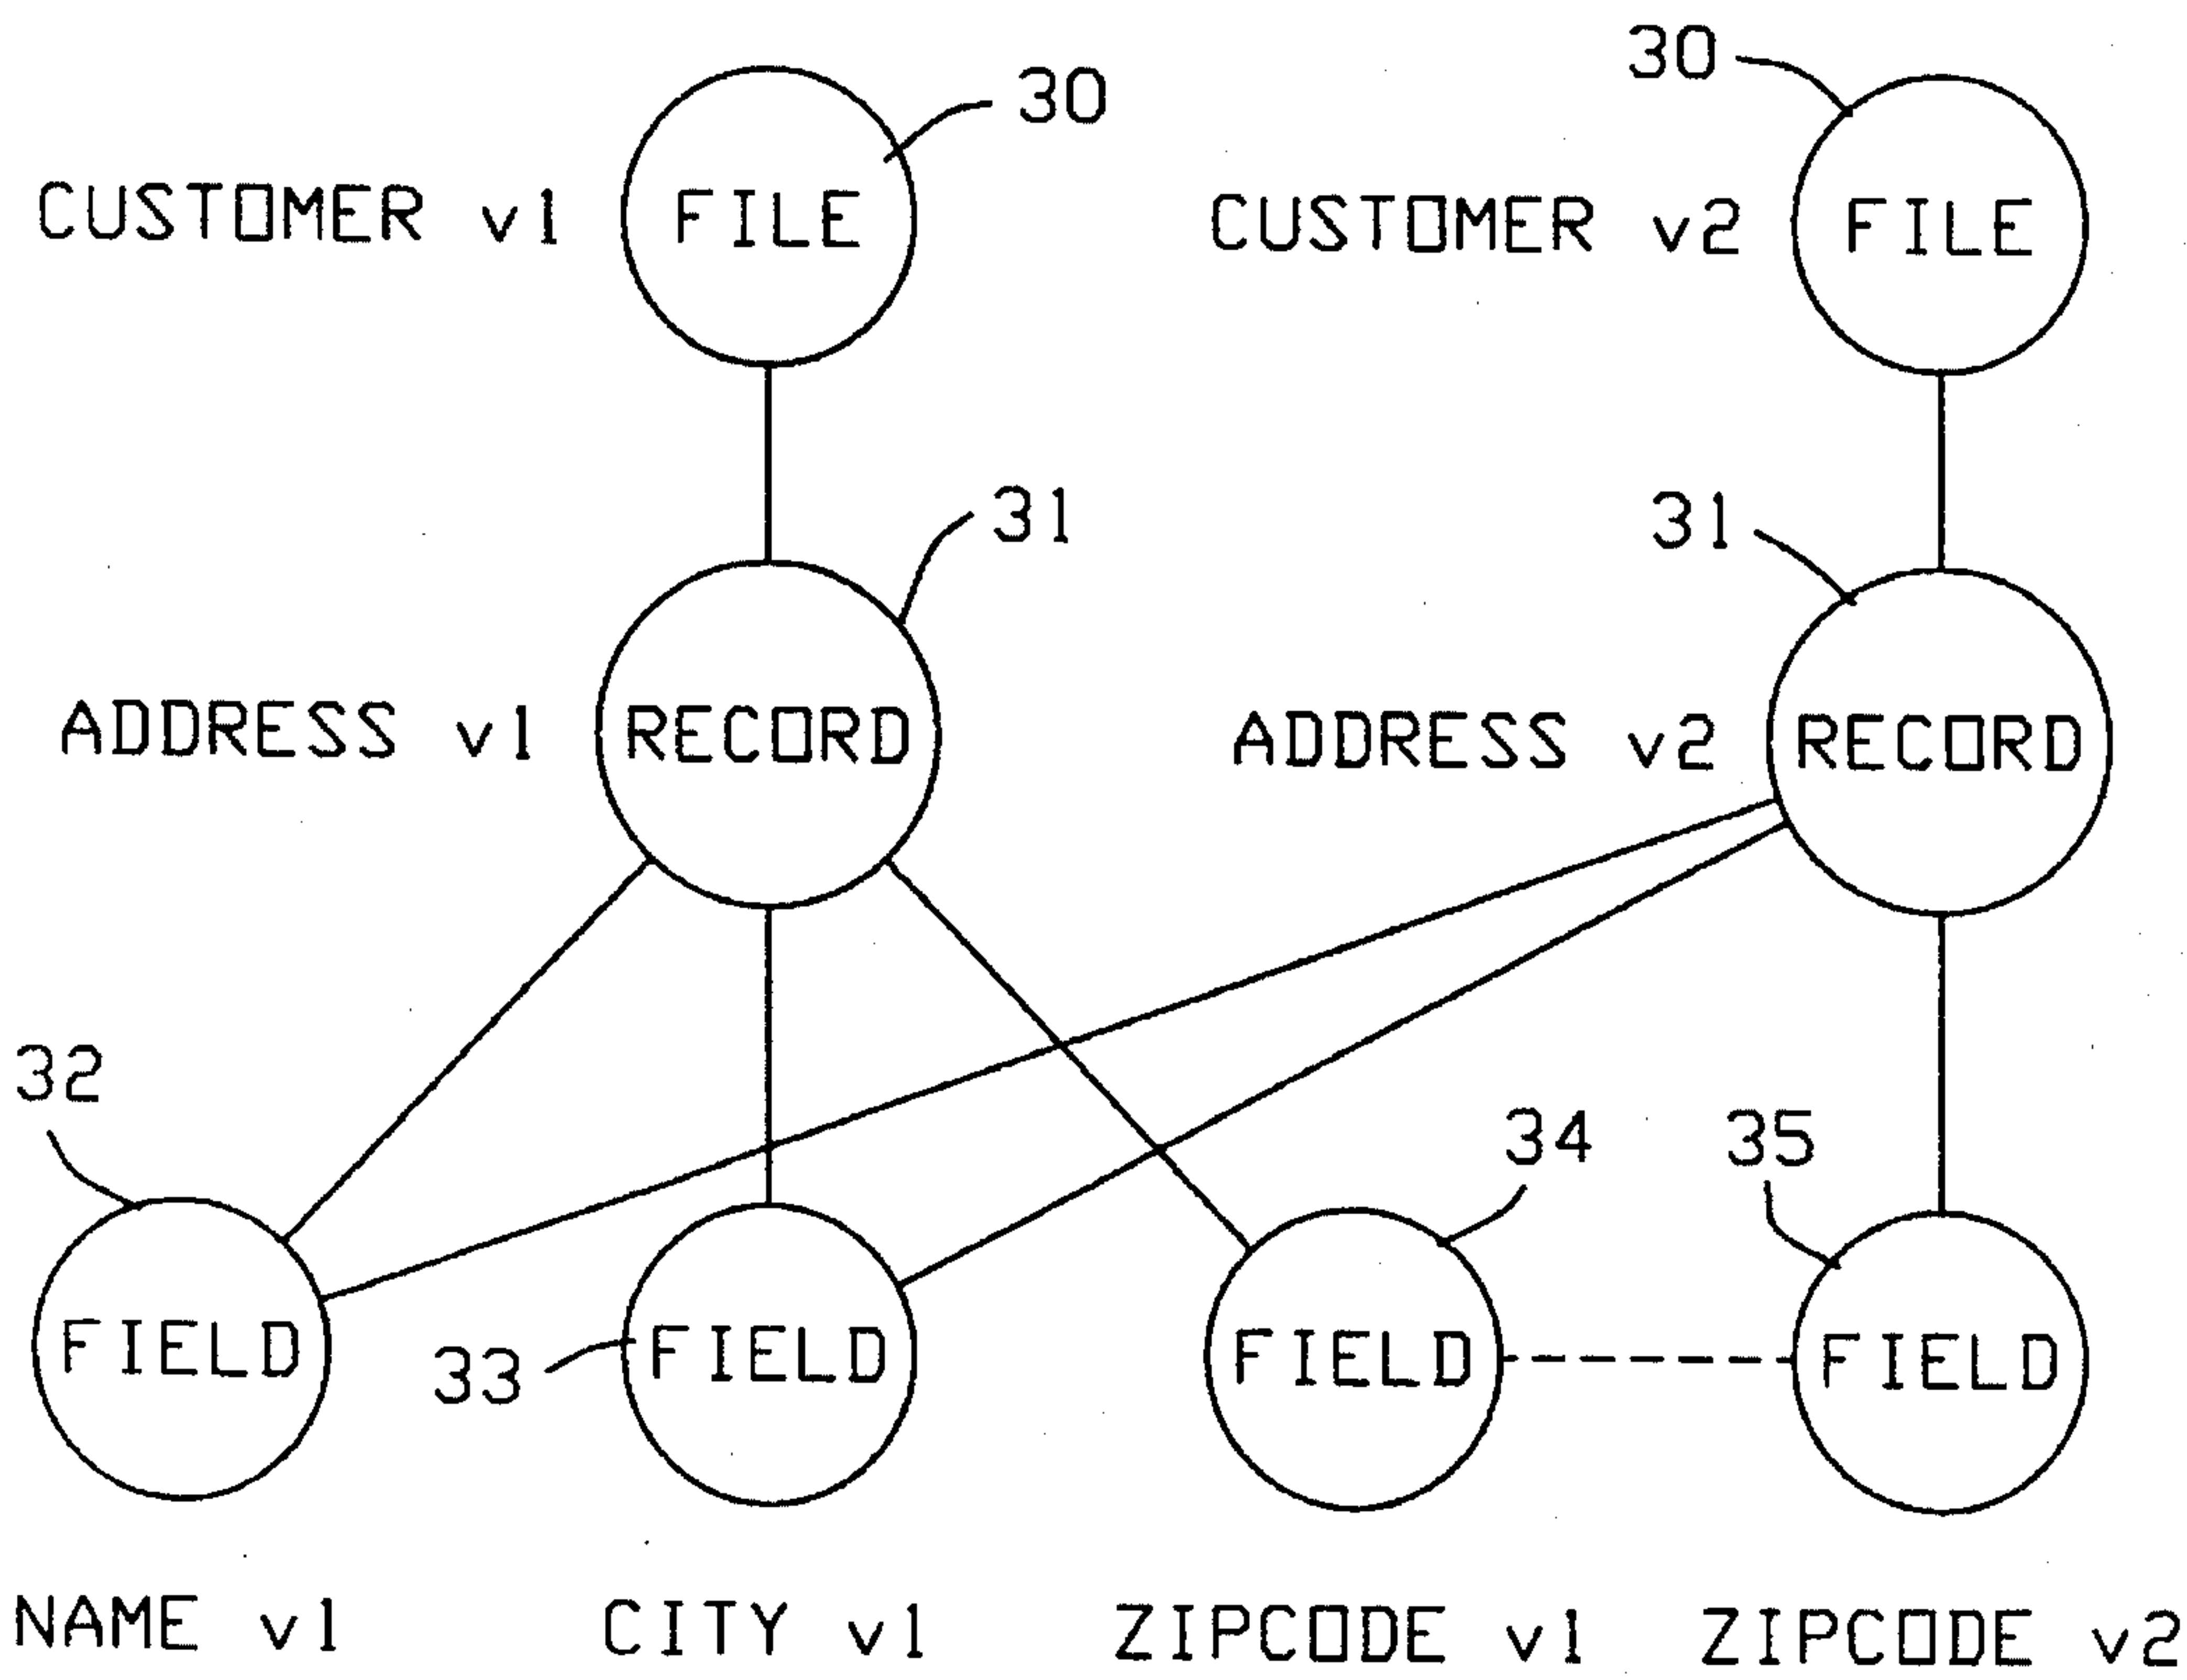 30
30
CUSTOMER v1 FILE
CUSTOMER v2 FILE
31
31
ADDRESS v1 RECORD
ADDRESS v2 RECORD
32
34
35
FIELD
33
FIELD
FIELD
FIELD
NAME v1
CITY v1
ZIPCODE v1
ZIPCODE v2